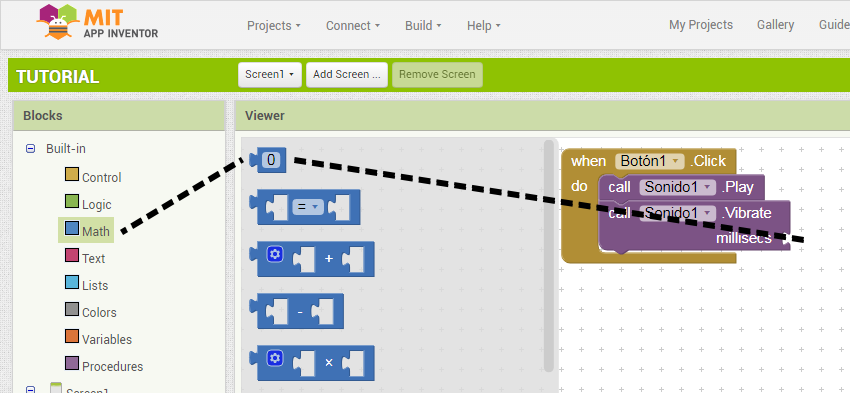 MIT
APP INVENTOR
Projects
Connect
Build
Help
My Projects
Gallery
Guide
TUTORIAL
Screen1
Add Screen ...
Remove Screen
Blocks
Viewer
Built-in
Control
Logic
Math
Text
Lists
Colors
Variables
Procedures
Screen1
0
=
+
-
×
when Botón1 .Click
do call Sonido1 .Play
call Sonido1 .Vibrate
millisecs